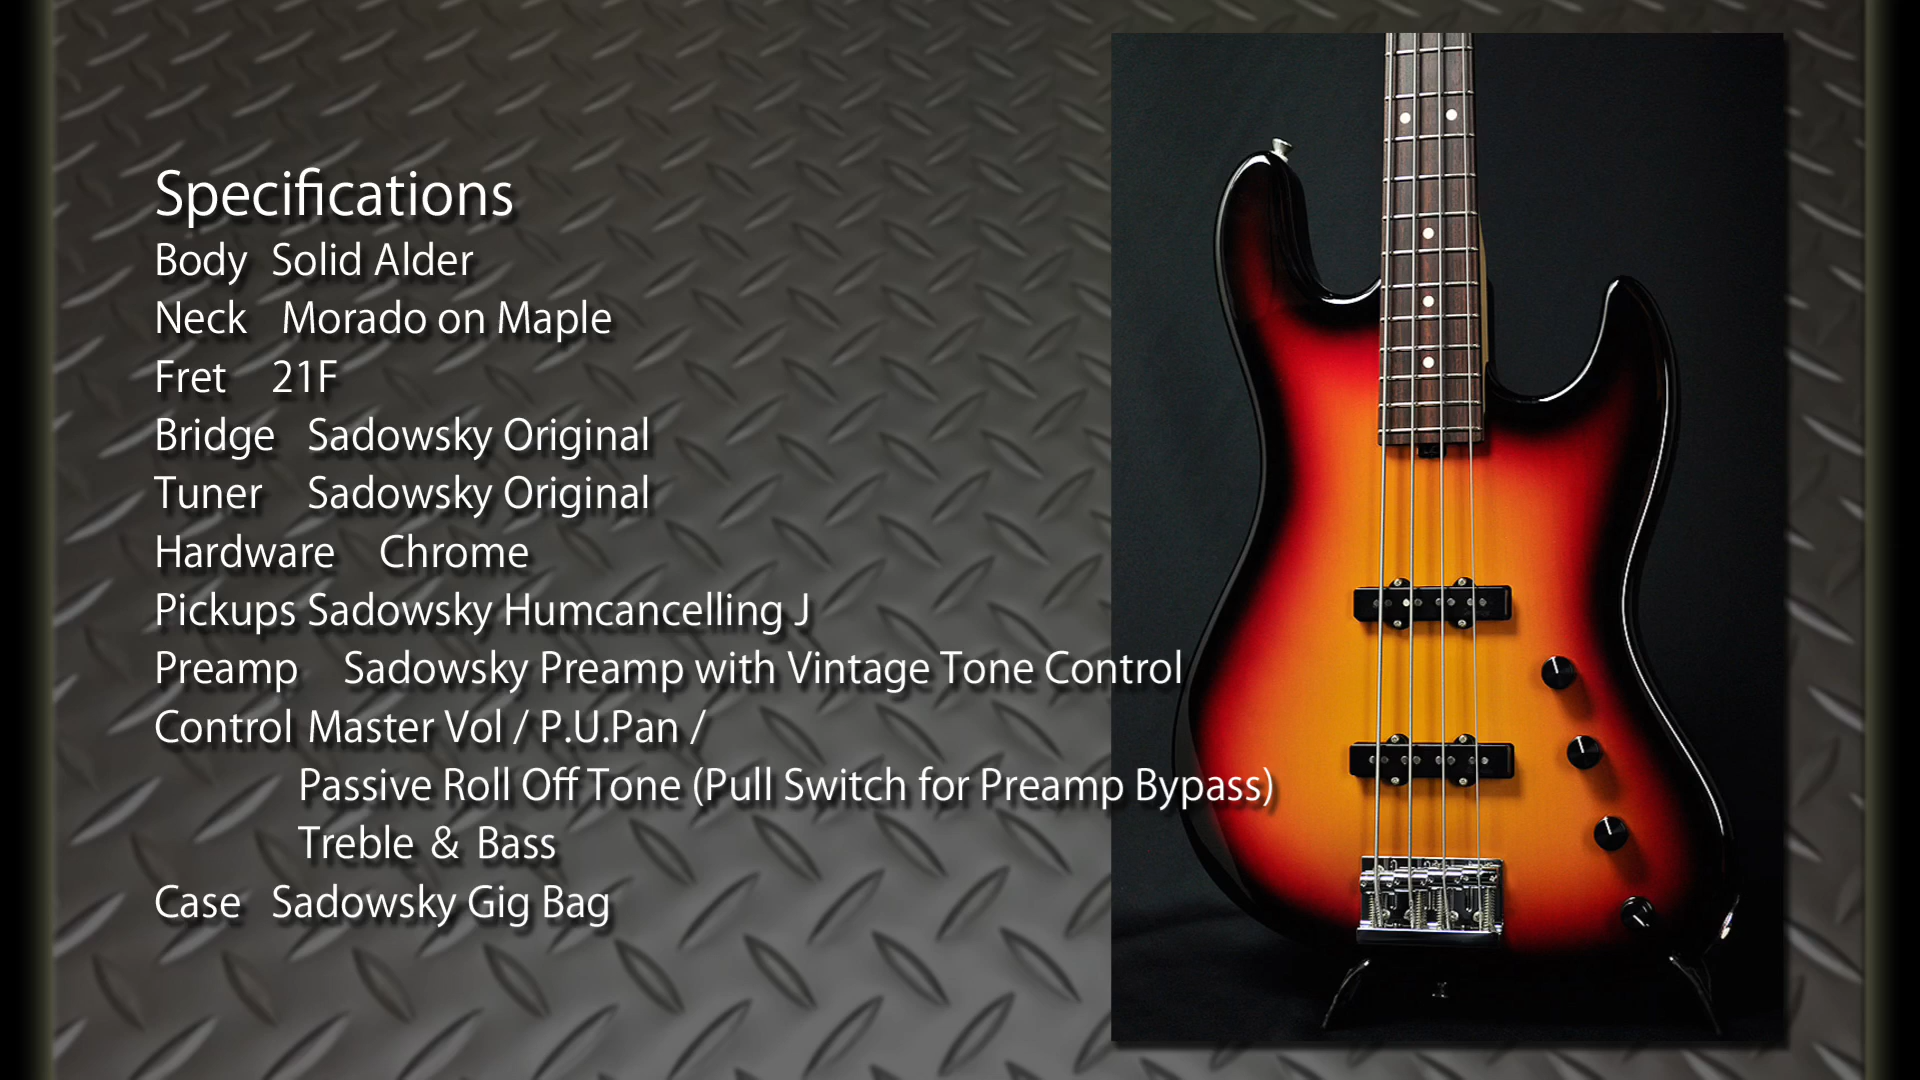 Specifications
Body Solid Alder
Neck Morado on Maple
Fret 21F
Bridge Sadowsky Original
Tuner Sadowsky Original
Hardware Chrome
Pickups Sadowsky Humcancelling J
Preamp Sadowsky Preamp with Vintage Tone Control
Control Master Vol / P.U.Pan /
Passive Roll Off Tone (Pull Switch for Preamp Bypass)
Treble & Bass
Case Sadowsky Gig Bag